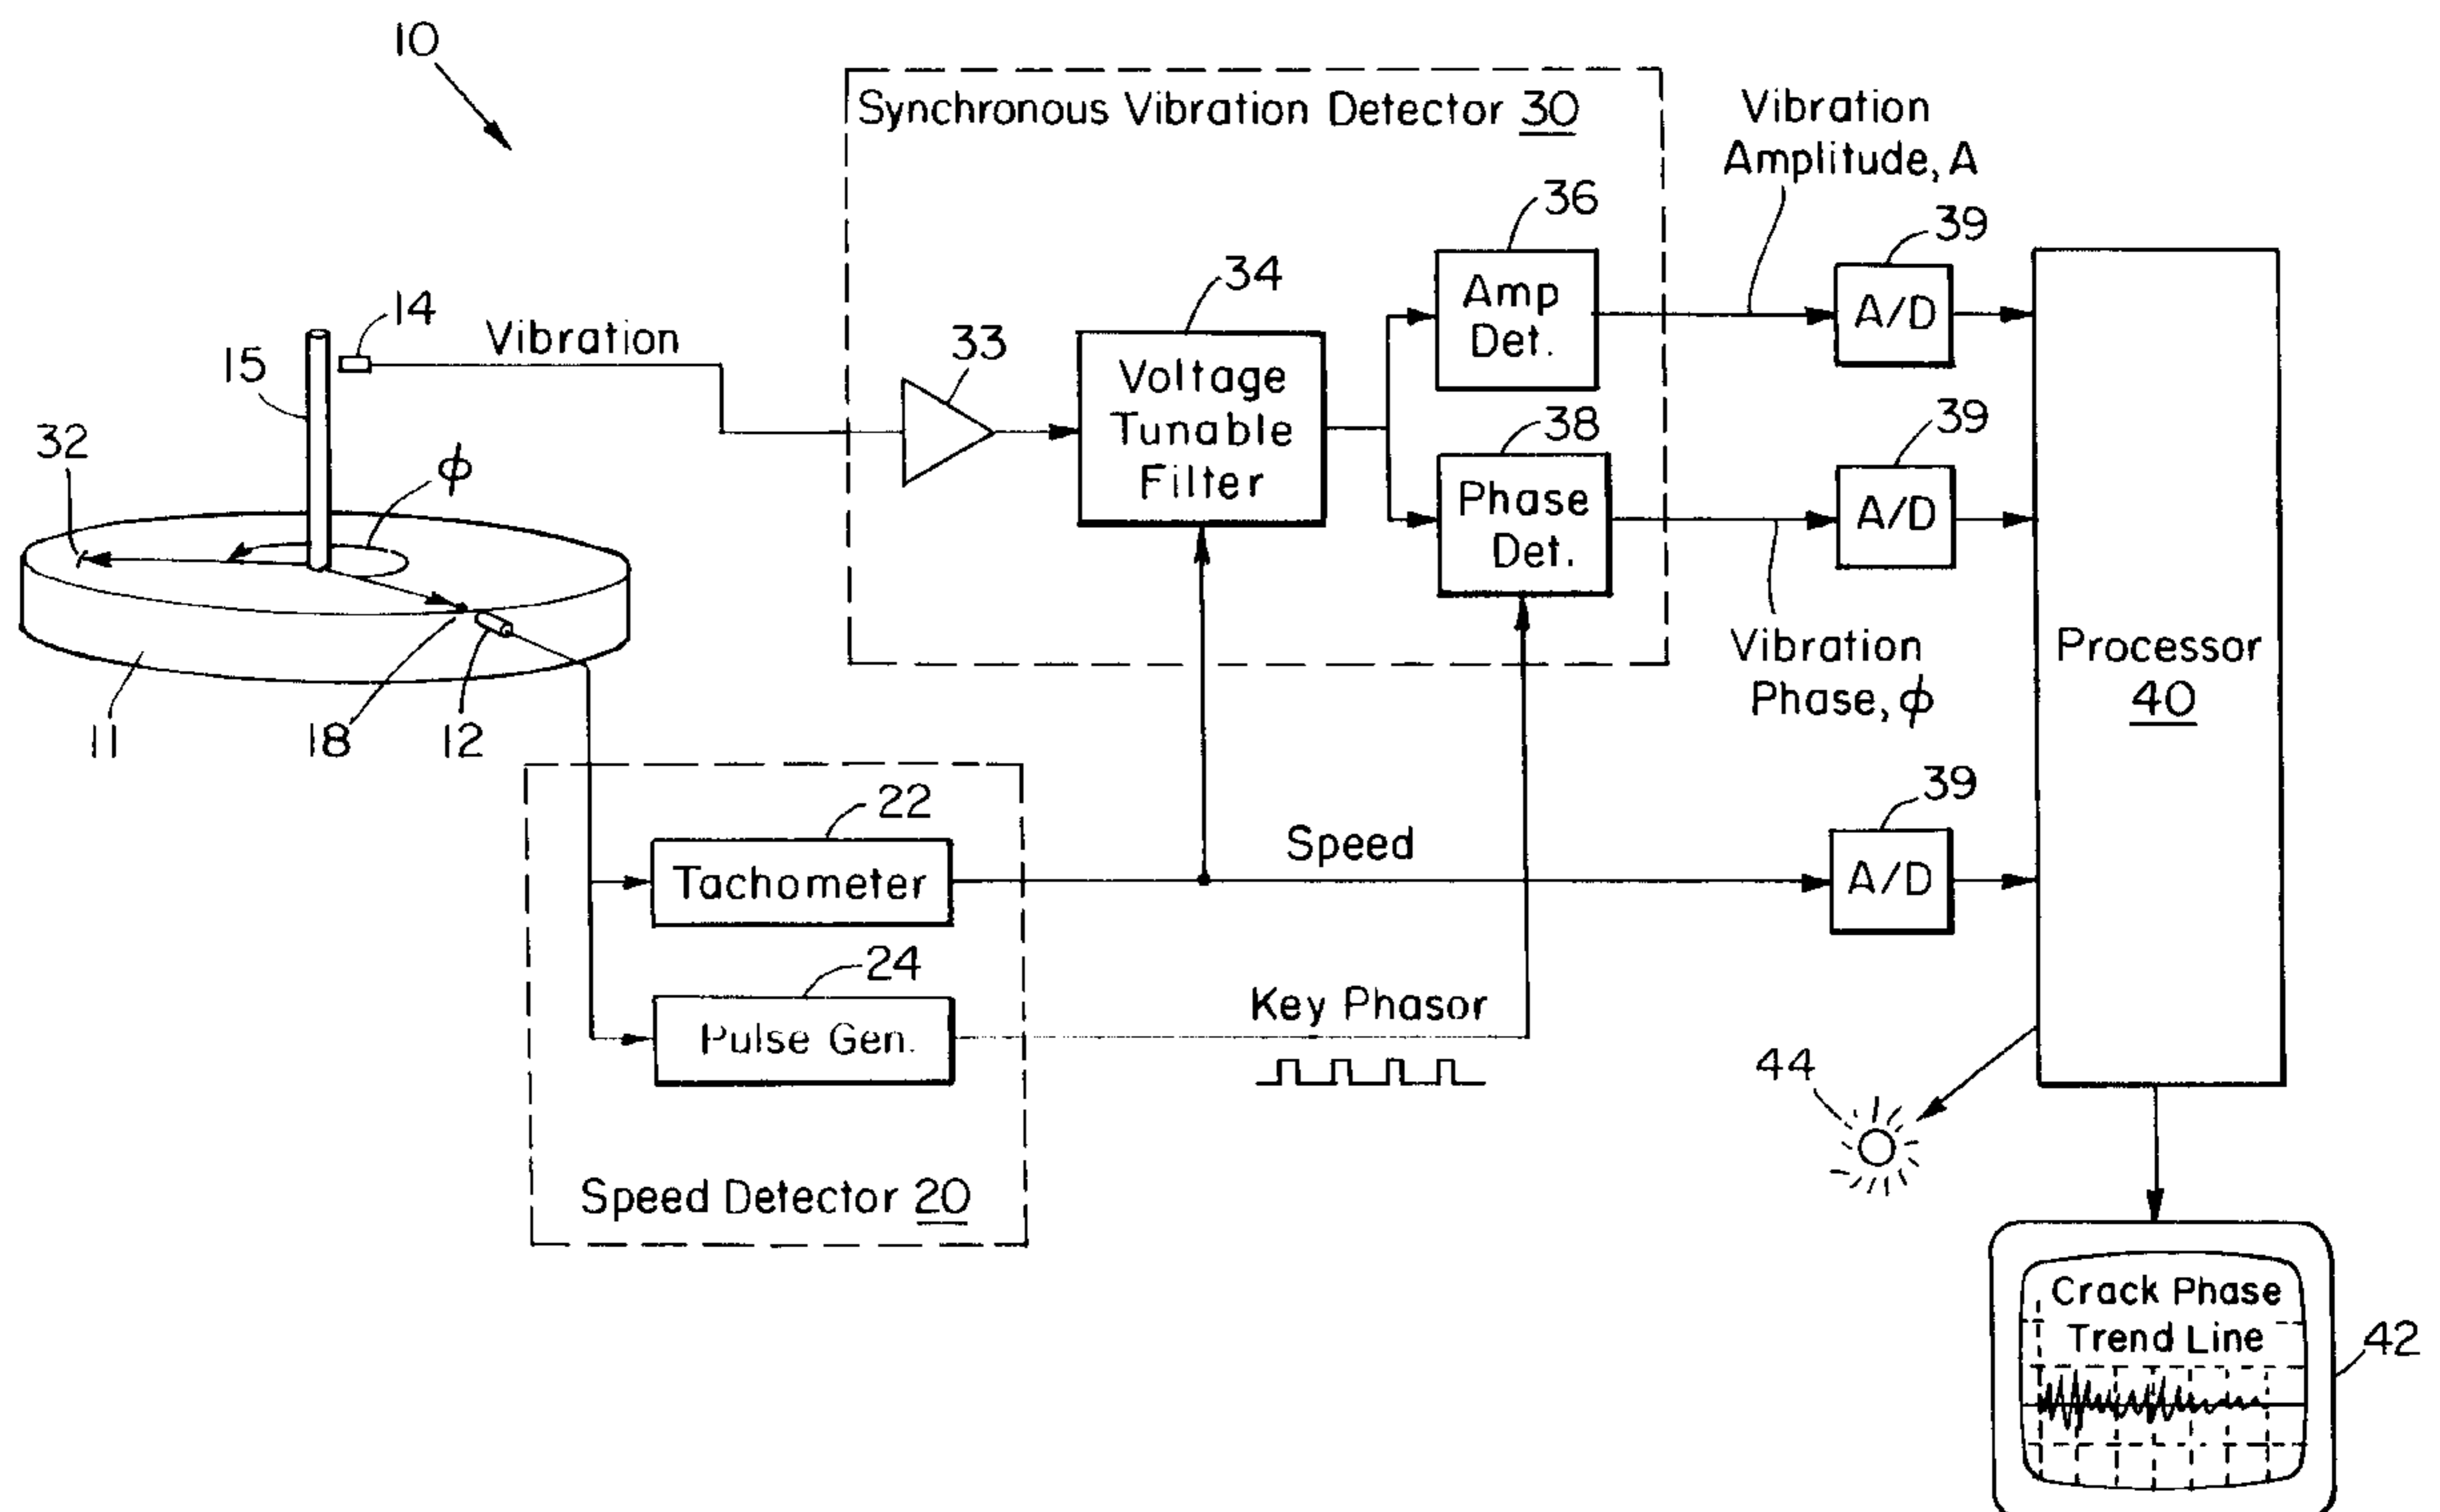 10
Synchronous Vibration Detector 30
Vibration
Amplitude, A
36
39
34
Amp
Det.
A/D
14
Vibration
15
33
Voltage
Tunable
Filter
38
39
32
ϕ
Phase
Det.
A/D
Vibration
Phase, ϕ
Processor
40
11
18
12
22
Tachometer
Speed
39
A/D
24
Pulse Gen.
Key Phasor
44
Speed Detector 20
Crack Phase
Trend Line
42